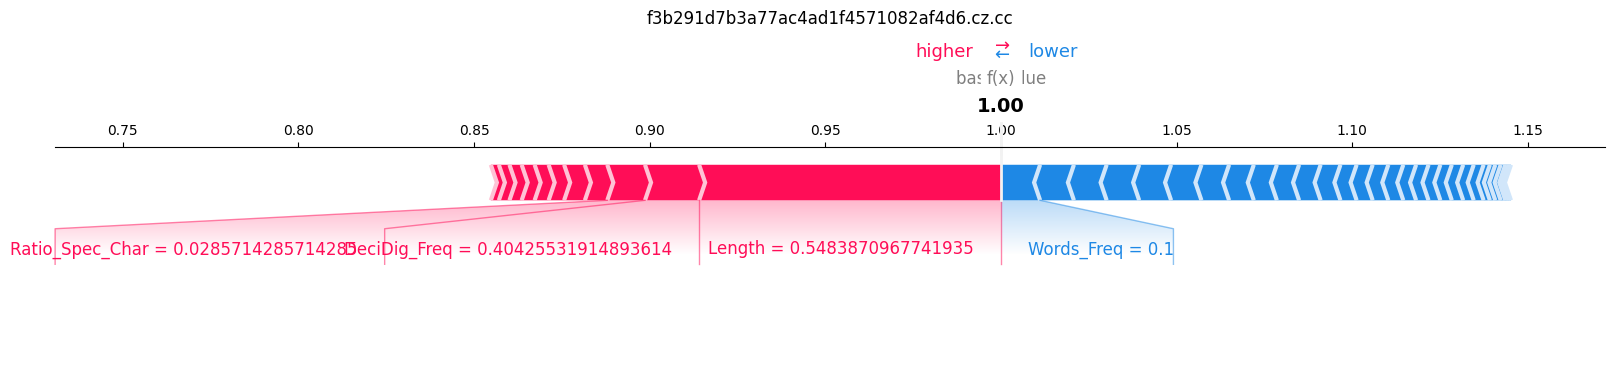 f3b291d7b3a77ac4ad1f4571082af4d6.cz.cc
higher ⇄ lower
f(x)
1.00
0.75 0.80 0.85 0.90 0.95 1.00 1.05 1.10 1.15
Ratio_Spec_Char = 0.02857142857142857 DeciDig_Freq = 0.40425531914893614 Length = 0.5483870967741935 Words_Freq = 0.1